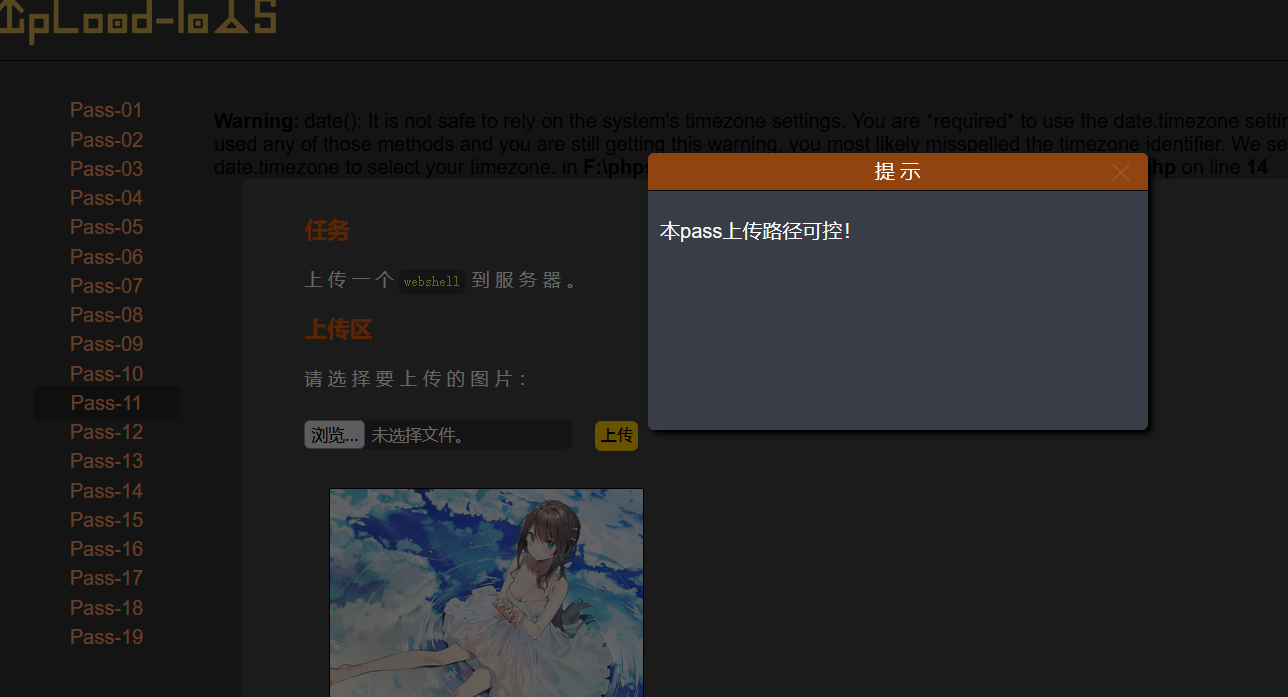 UpLoad-labs
Pass-01
Pass-02
Pass-03
Pass-04
Pass-05
Pass-06
Pass-07
Pass-08
Pass-09
Pass-10
Pass-11
Pass-12
Pass-13
Pass-14
Pass-15
Pass-16
Pass-17
Pass-18
Pass-19
Warning: date(): It is not safe to rely on the system's timezone settings. You are *required* to use the date.timezone
used any of those methods and you are still getting this warning, you most likely misspelled the timezone identifier. We
date.timezone to select your timezone. in F:\php on line 14
任务
上传一个 webshell 到服务器。
上传区
请选择要上传的图片：
浏览... 未选择文件。
上传
提示
本pass上传路径可控！